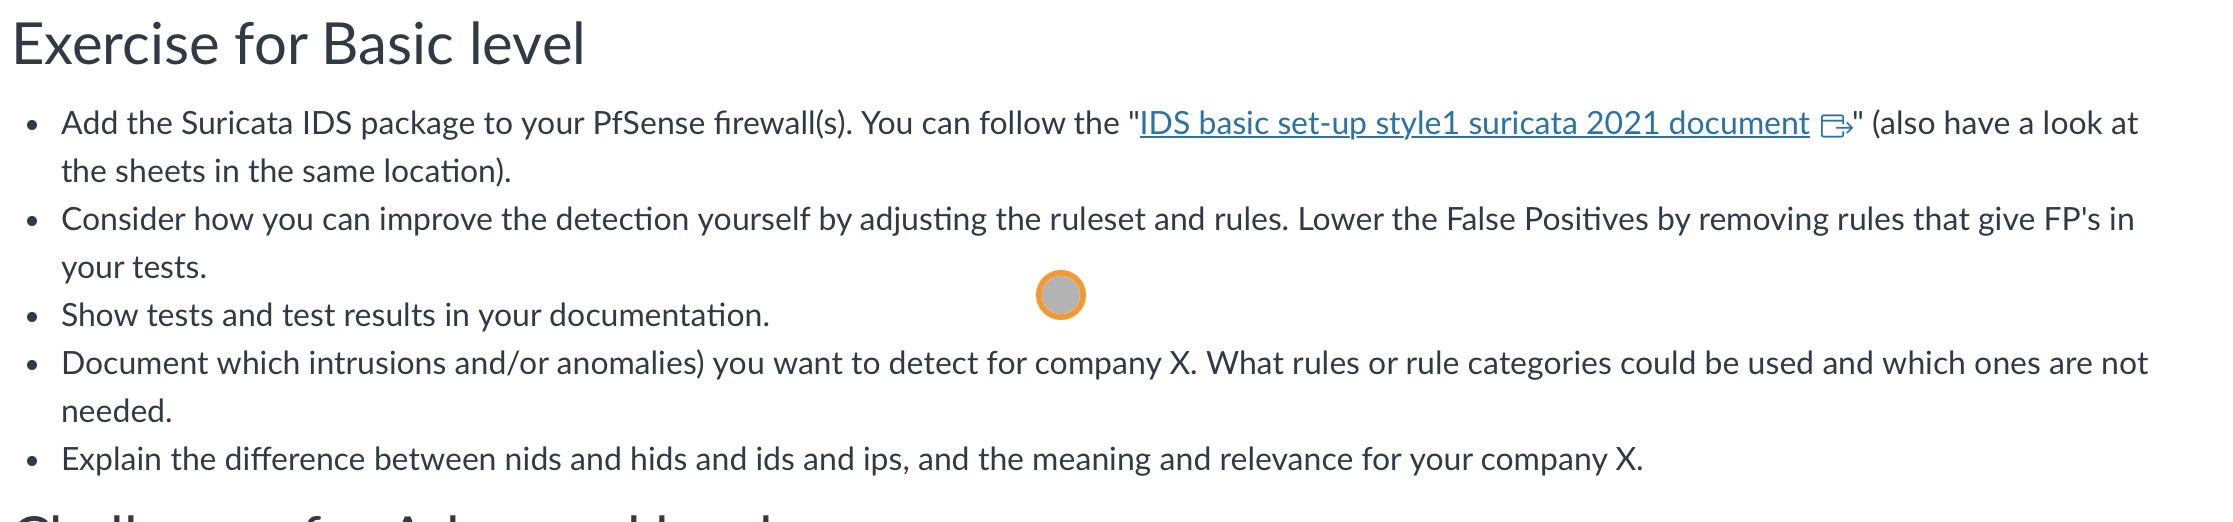 Exercise for Basic level
• Add the Suricata IDS package to your PfSense firewall(s). You can follow the "IDS basic set-up style1 suricata 2021 document" (also have a look at
the sheets in the same location).
• Consider how you can improve the detection yourself by adjusting the ruleset and rules. Lower the False Positives by removing rules that give FP's in
your tests.
• Show tests and test results in your documentation.
• Document which intrusions and/or anomalies) you want to detect for company X. What rules or rule categories could be used and which ones are not
needed.
• Explain the difference between nids and hids and ids and ips, and the meaning and relevance for your company X.